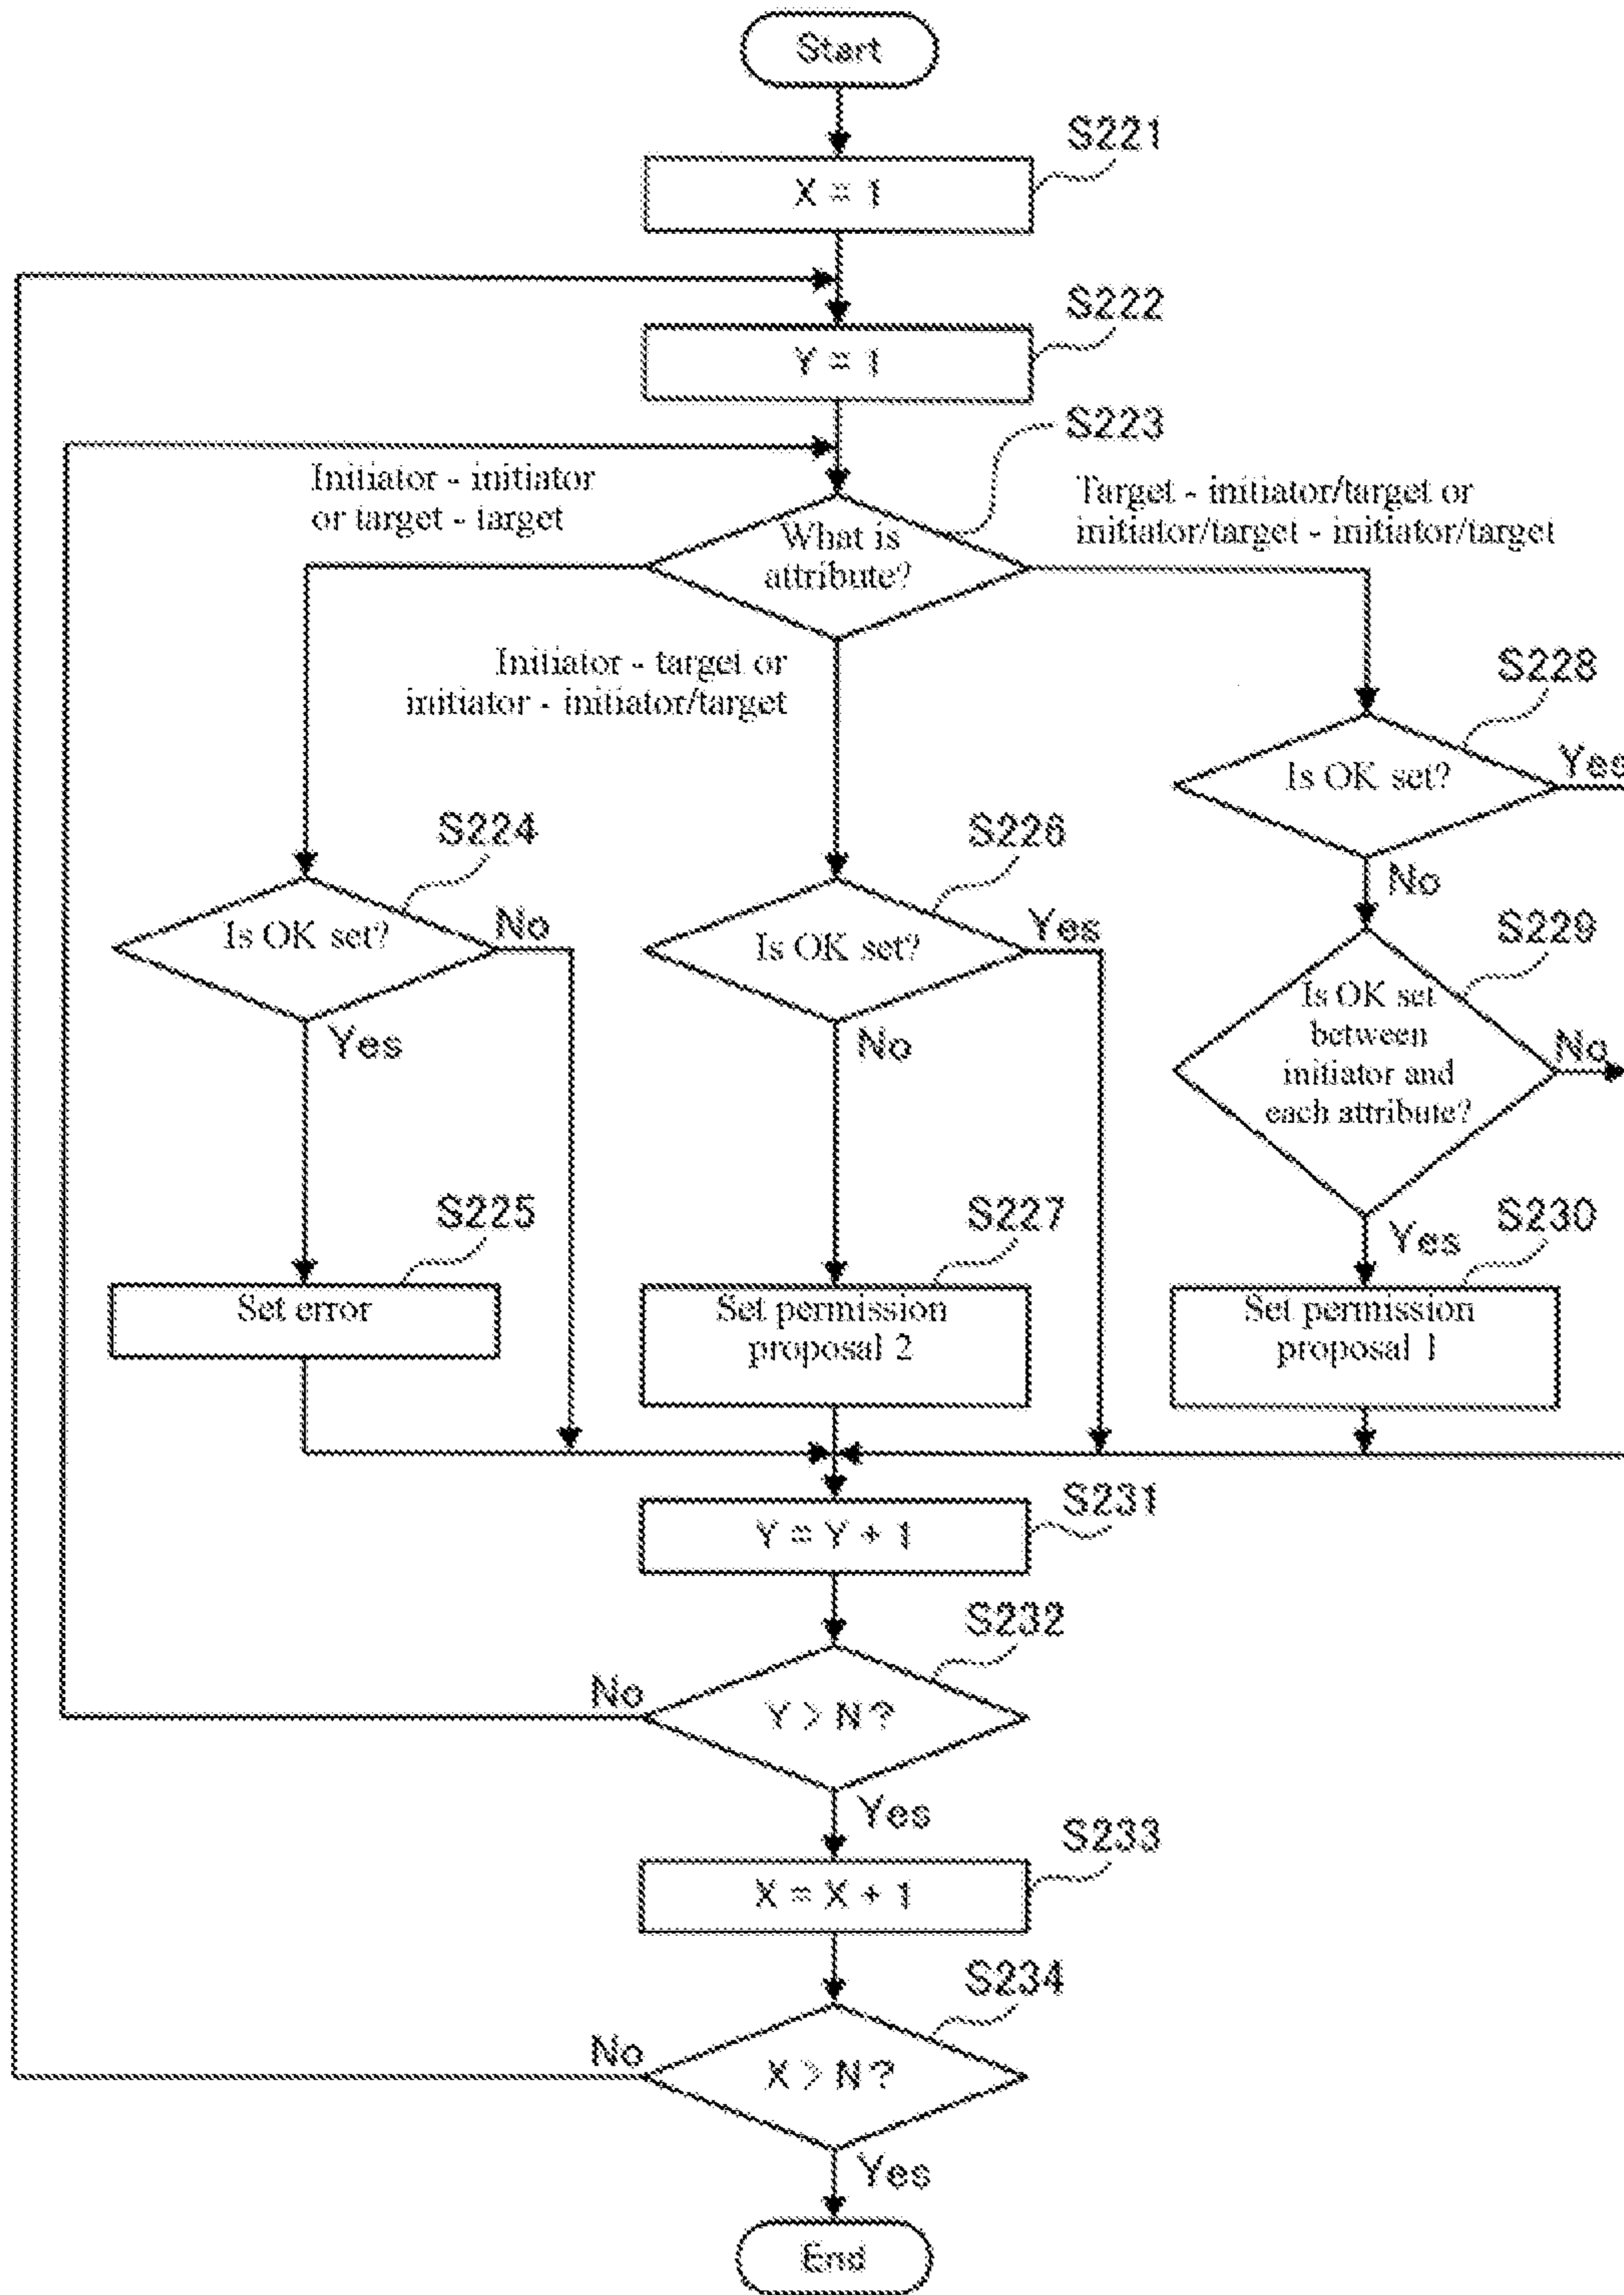 Start
S221
X = 1
S222
Y = 1
S223
Initiator - initiator
or target - target
Target - initiator/target or
initiator/target - initiator/target
What is
attribute?
Initiator - target or
initiator - initiator/target
S228
Is OK set?
Yes
No
S224
Is OK set?
No
Yes
S226
Is OK set?
Yes
No
S229
Is OK set
between
initiator and
each attribute?
No
Yes
S225
Set error
S227
Set permission
proposal 2
S230
Set permission
proposal 1
S231
Y = Y + 1
S232
No
Y > N ?
Yes
S233
X = X + 1
S234
No
X > N ?
Yes
End